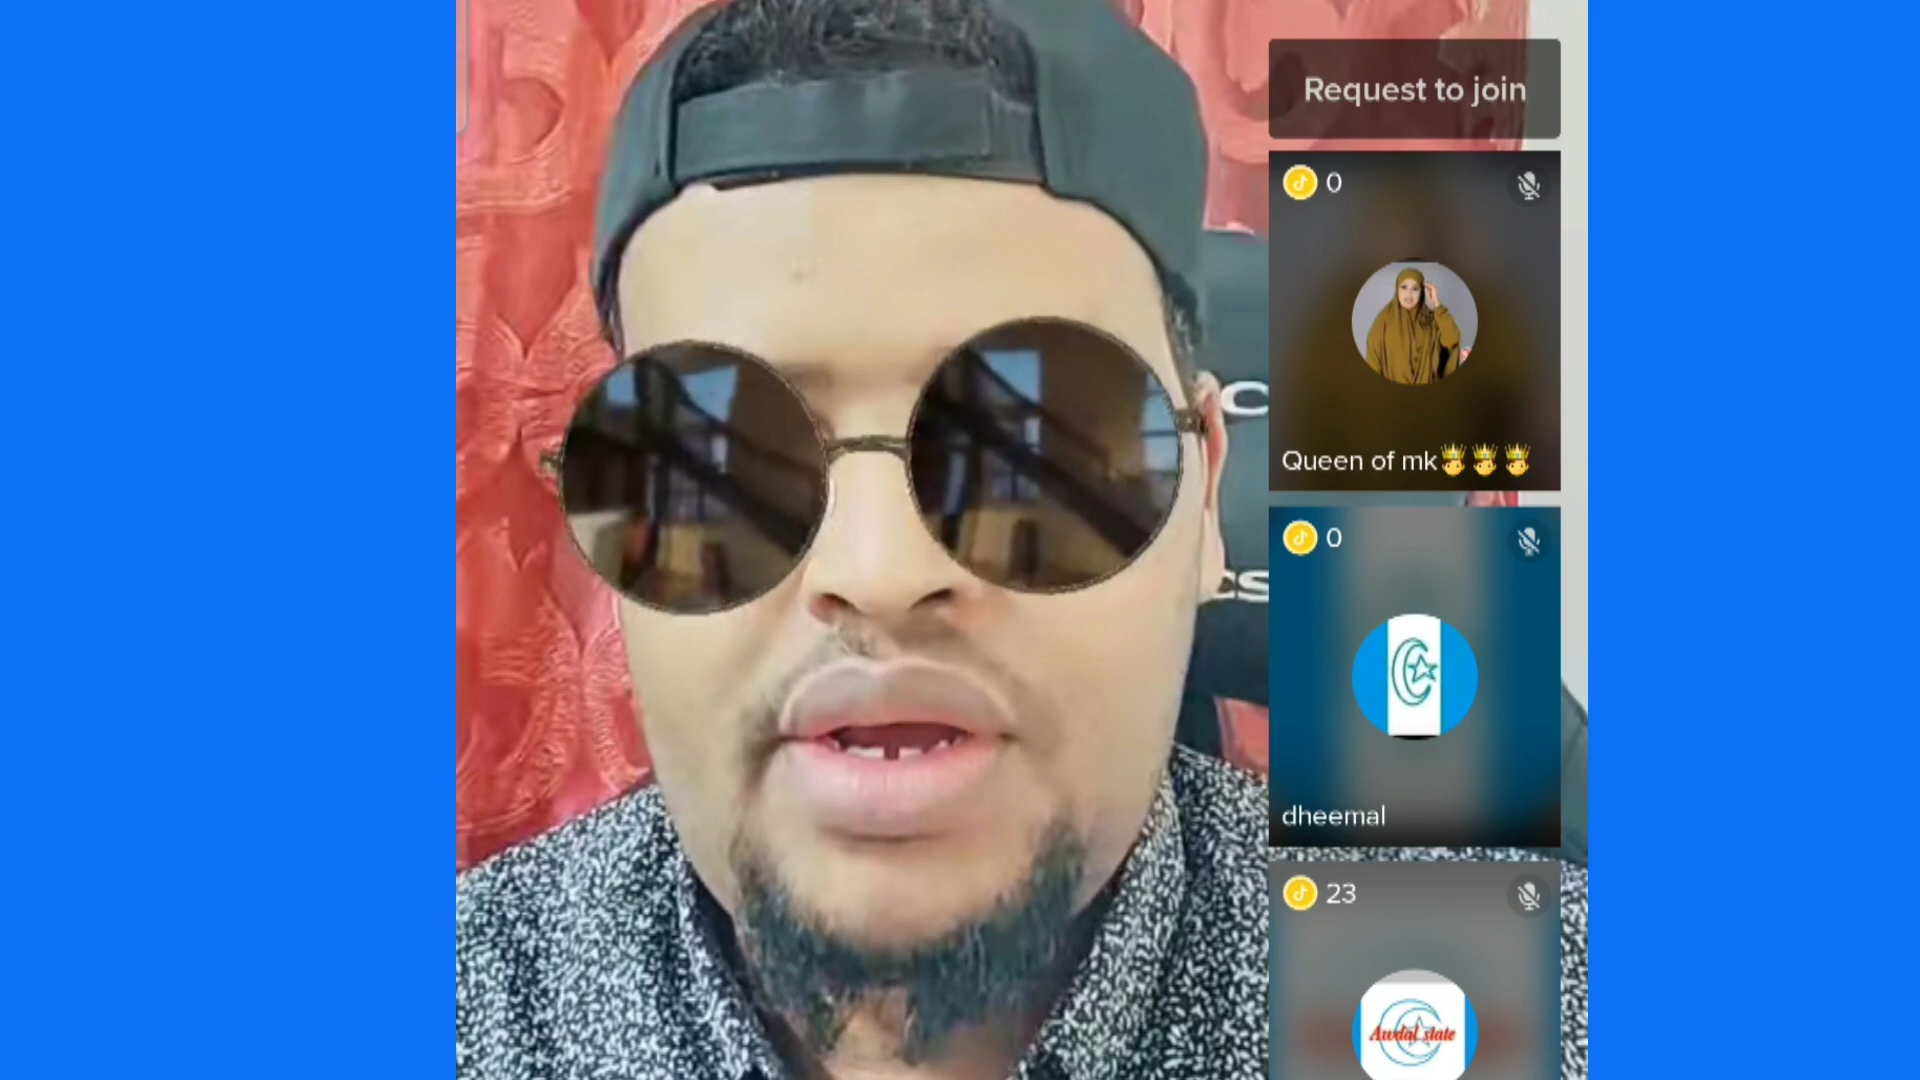 Request to join
0
Queen of mk🤴🤴🤴
0
dheemal
23
Awdal state